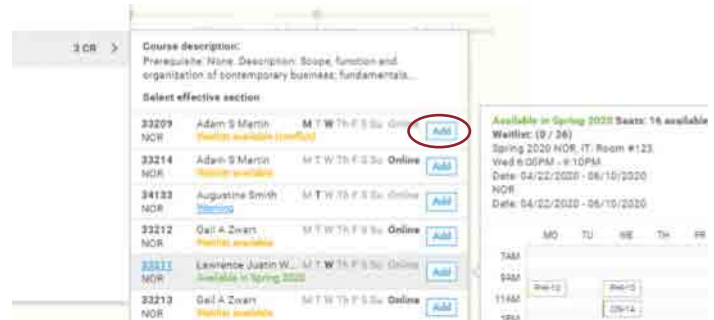 3 CR >
Course description:
Prerequisite: None. Description: Scope, function and
organization of contemporary business; fundamentals...
Select effective section
33209 Adam S Martin M T W Th F S Su Online Add
NOR Waitlist available (conflict)
33214 Adam S Martin M T W Th F S Su Online Add
NOR Waitlist available
34133 Augustine Smith M T W Th F S Su Online Add
NOR Warning
33212 Gail A Zwart M T W Th F S Su Online Add
NOR Waitlist available
33211 Lawrence Justin W... M T W Th F S Su Online Add
NOR Available in Spring 2020
33213 Gail A Zwart M T W Th F S Su Online Add
NOR Waitlist available
Available in Spring 2020 Seats: 16 available
Waitlist: (0 / 26)
Spring 2020 NOR, IT: Room #123
Wed 6:00PM - 9:10PM
Date: 04/22/2020 - 06/10/2020
NOR
Date: 04/22/2020 - 06/10/2020
MO TU WE TH FR
7AM
9AM
11AM
1PM